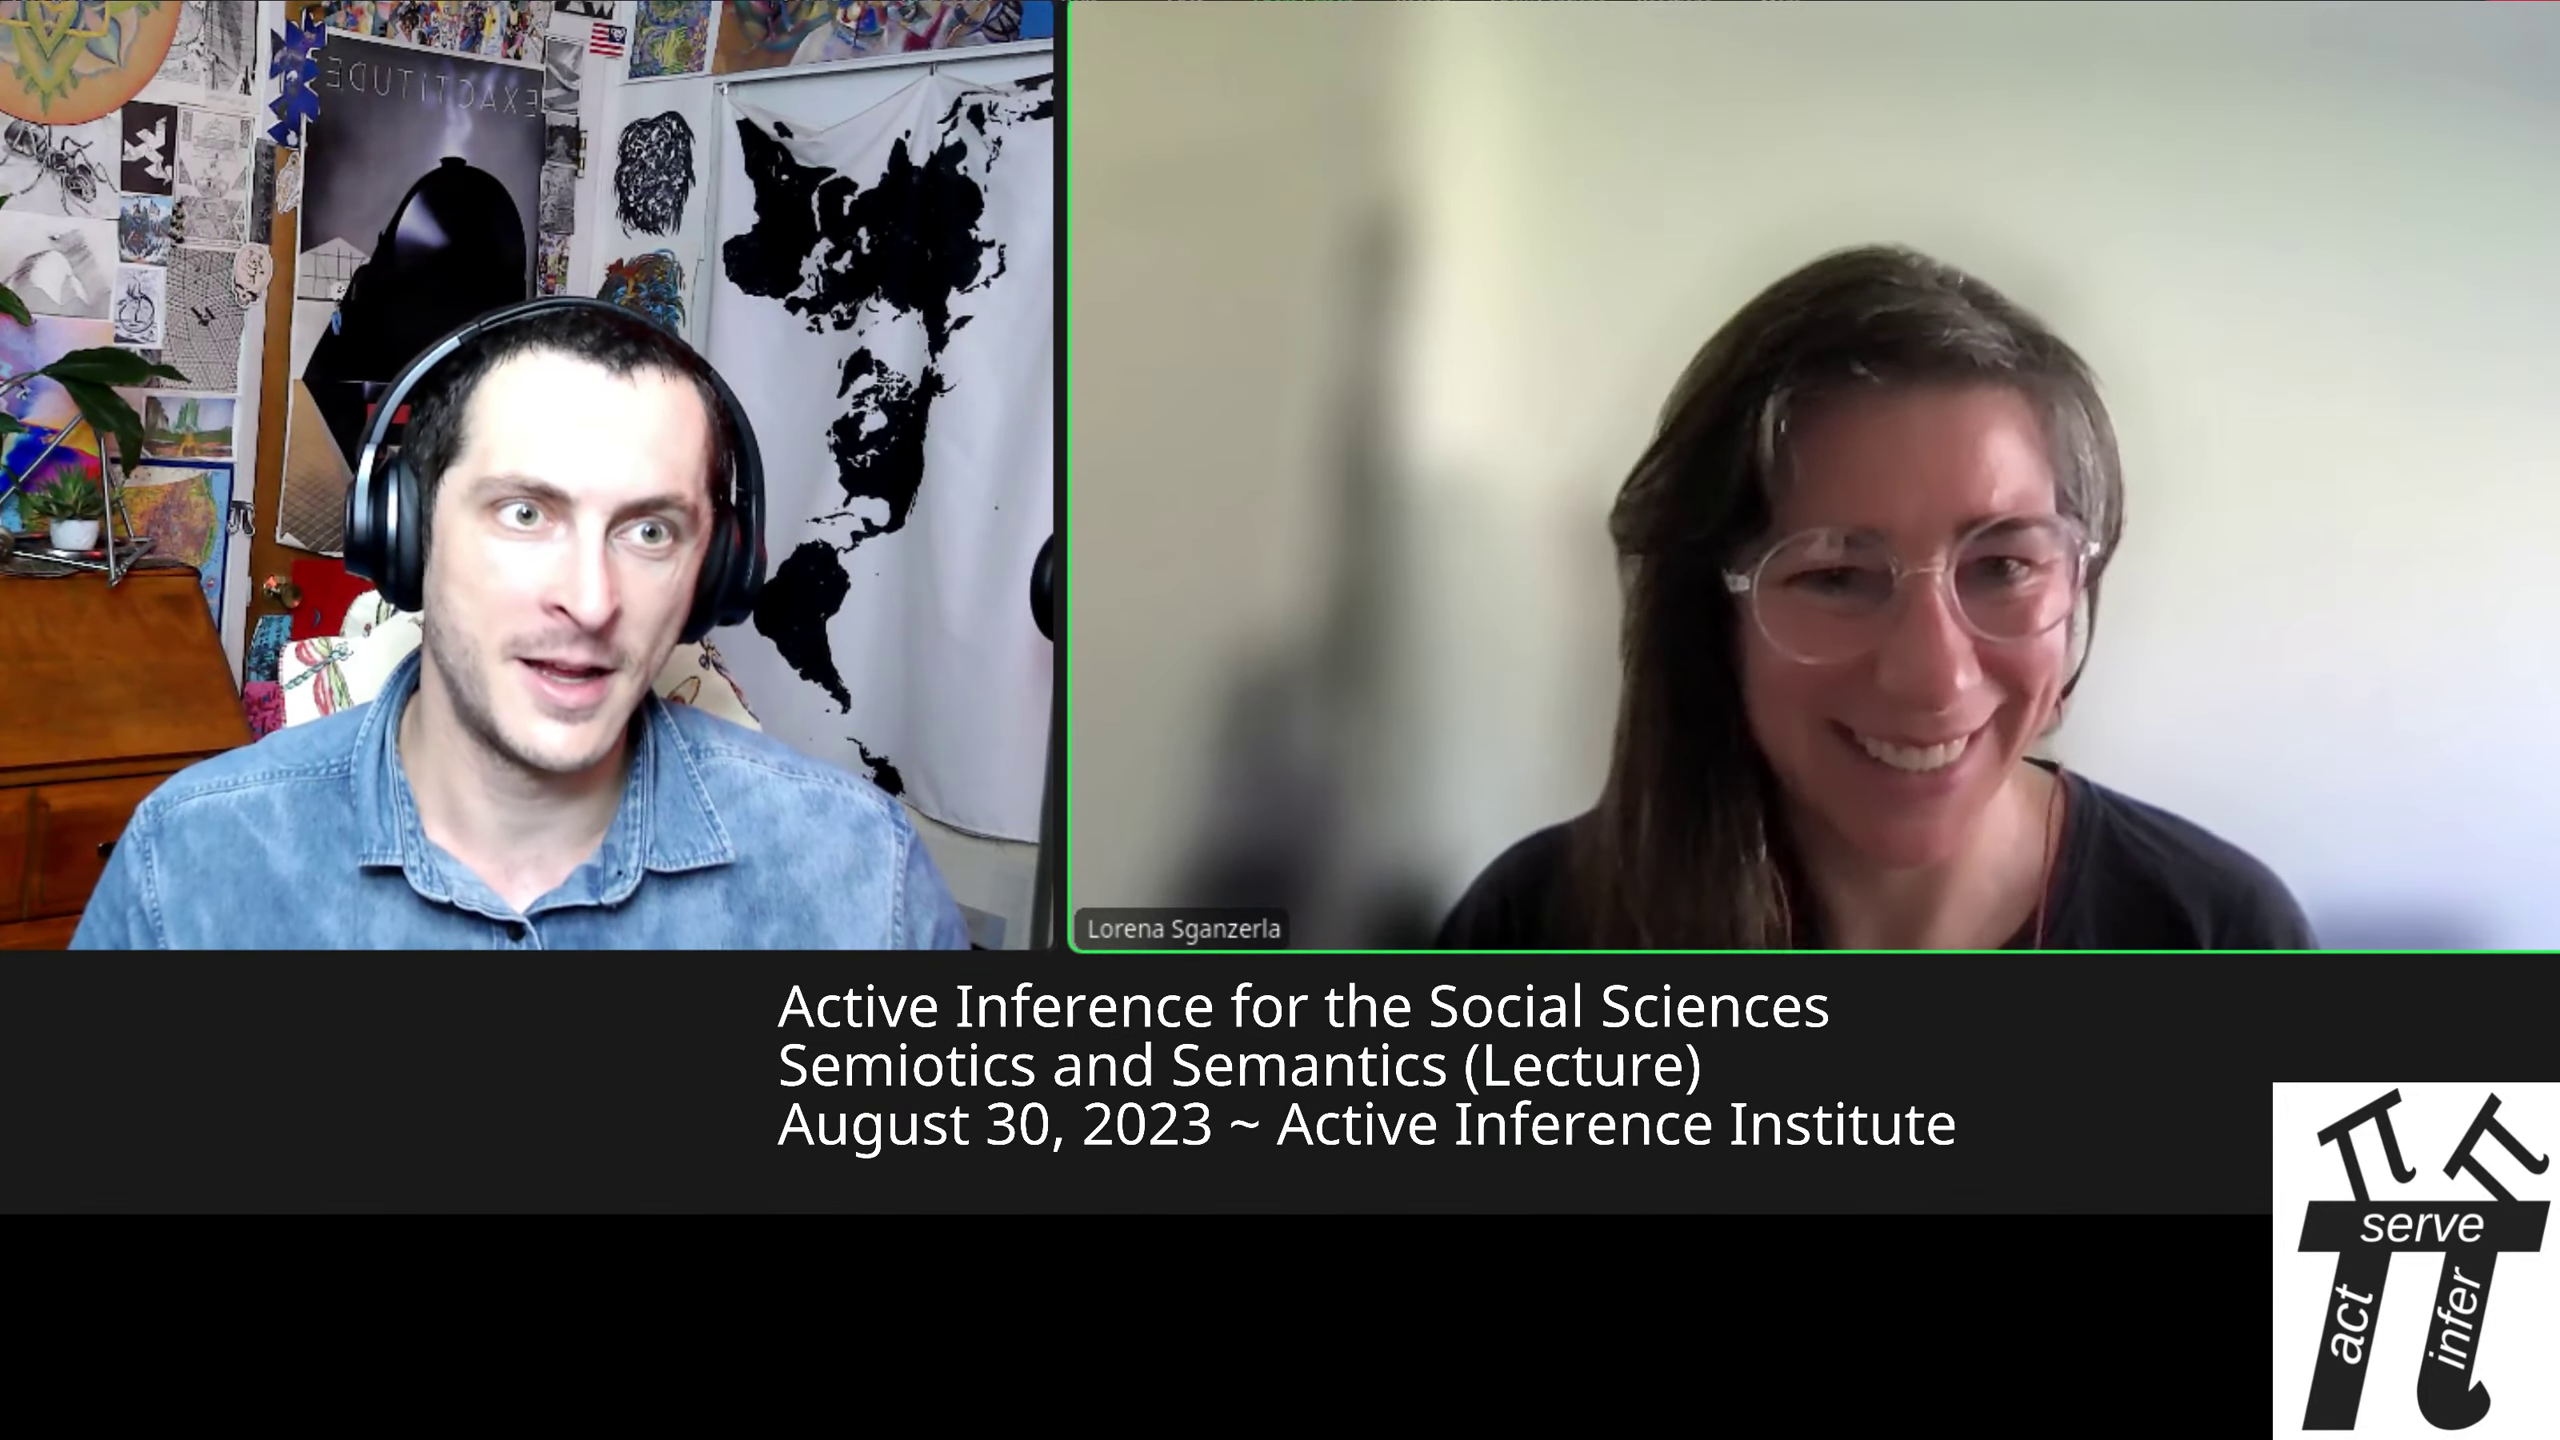 EXACTITUDE
Lorena Sganzerla
Active Inference for the Social Sciences
Semiotics and Semantics (Lecture)
August 30, 2023 ~ Active Inference Institute
serve
act
infer